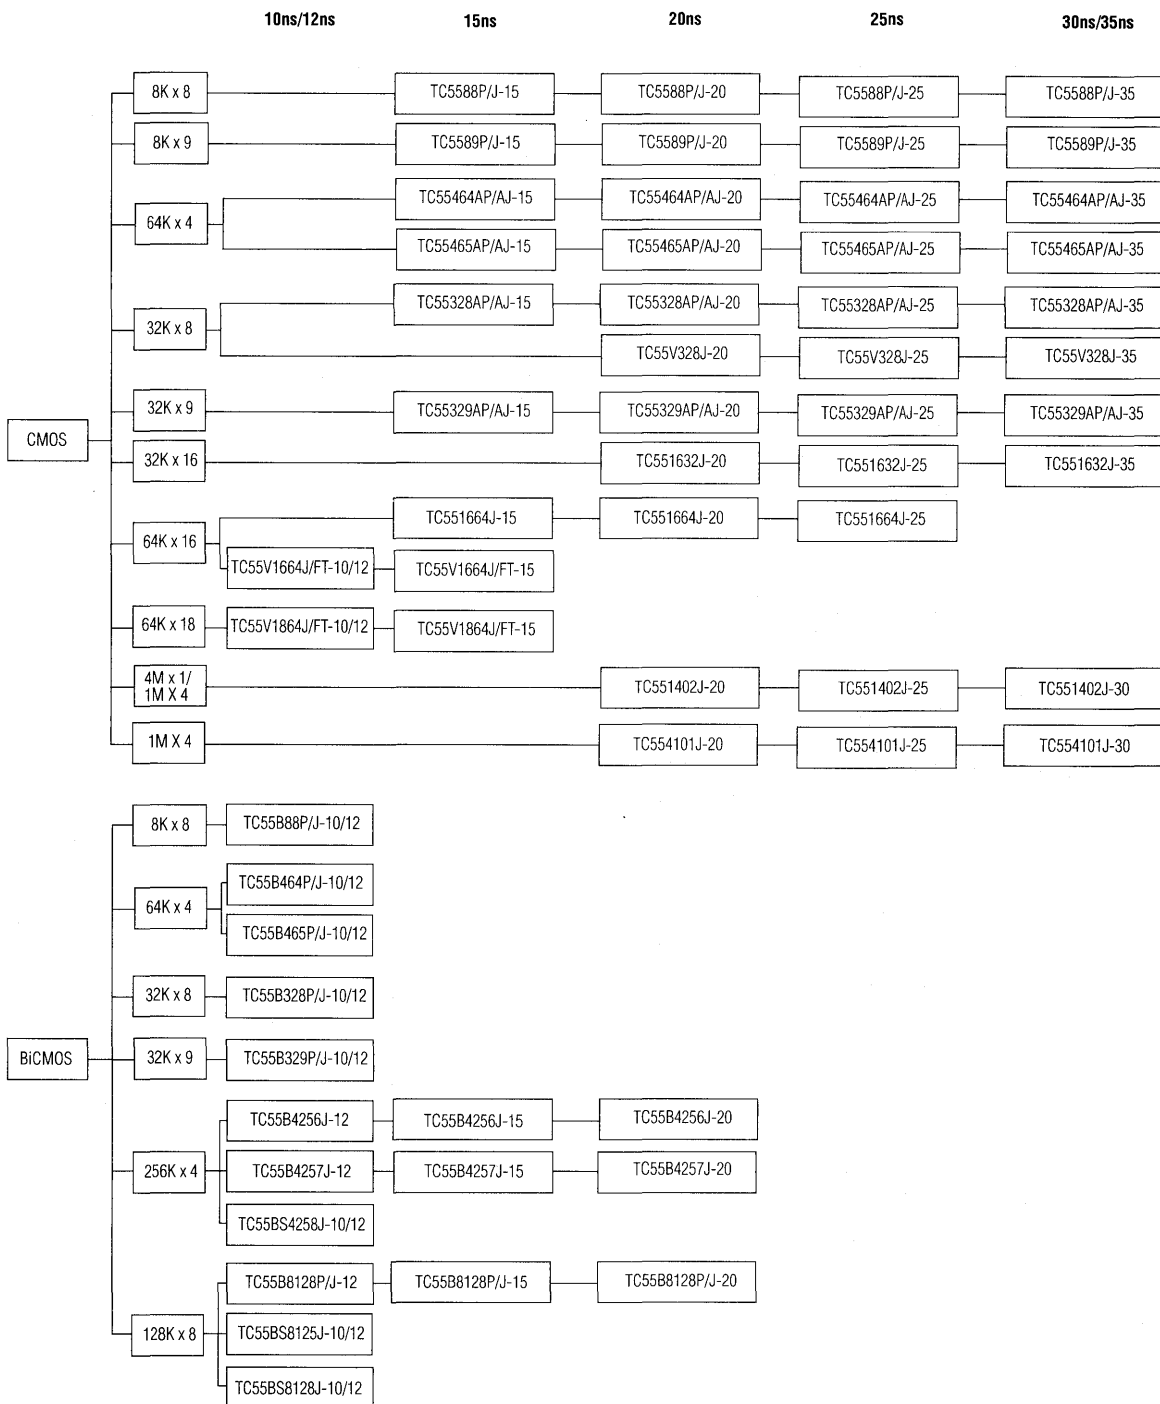 10ns/12ns 15ns 20ns 25ns 30ns/35ns
8K x 8 TC5588P/J-15 TC5588P/J-20 TC5588P/J-25 TC5588P/J-35
8K x 9 TC5589P/J-15 TC5589P/J-20 TC5589P/J-25 TC5589P/J-35
64K x 4 TC55464AP/AJ-15 TC55464AP/AJ-20 TC55464AP/AJ-25 TC55464AP/AJ-35
TC55465AP/AJ-15 TC55465AP/AJ-20 TC55465AP/AJ-25 TC55465AP/AJ-35
32K x 8 TC55328AP/AJ-15 TC55328AP/AJ-20 TC55328AP/AJ-25 TC55328AP/AJ-35
TC55V328J-20 TC55V328J-25 TC55V328J-35
32K x 9 TC55329AP/AJ-15 TC55329AP/AJ-20 TC55329AP/AJ-25 TC55329AP/AJ-35
CMOS
32K x 16 TC551632J-20 TC551632J-25 TC551632J-35
64K x 16 TC551664J-15 TC551664J-20 TC551664J-25
TC55V1664J/FT-10/12 TC55V1664J/FT-15
64K x 18 TC55V1864J/FT-10/12 TC55V1864J/FT-15
4M x 1/
1M X 4 TC551402J-20 TC551402J-25 TC551402J-30
1M X 4 TC554101J-20 TC554101J-25 TC554101J-30
8K x 8 TC55B88P/J-10/12
64K x 4 TC55B464P/J-10/12
TC55B465P/J-10/12
32K x 8 TC55B328P/J-10/12
BiCMOS 32K x 9 TC55B329P/J-10/12
TC55B4256J-12 TC55B4256J-15 TC55B4256J-20
256K x 4 TC55B4257J-12 TC55B4257J-15 TC55B4257J-20
TC55BS4258J-10/12
TC55B8128P/J-12 TC55B8128P/J-15 TC55B8128P/J-20
128K x 8 TC55BS8125J-10/12
TC55BS8128J-10/12